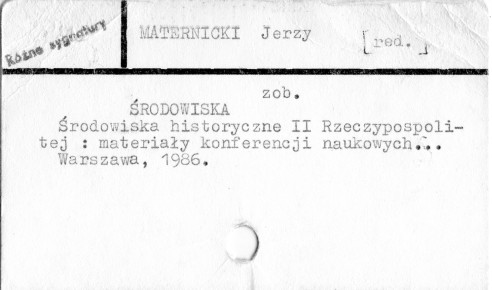 Różne sygnatury
MATERNICKI Jerzy [red.]
zob.
ŚRODOWISKA
Środowiska historyczne II Rzeczypospoli-
tej : materiały konferencji naukowych...
Warszawa, 1986.